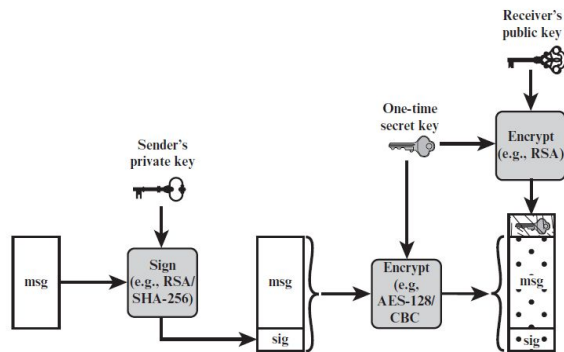 Receiver's
public key
One-time
secret key
Encrypt
(e.g., RSA)
Sender's
private key
msg
Sign
(e.g., RSA/
SHA-256)
msg
sig
Encrypt
(e.g,
AES-128/
CBC
msg
sig